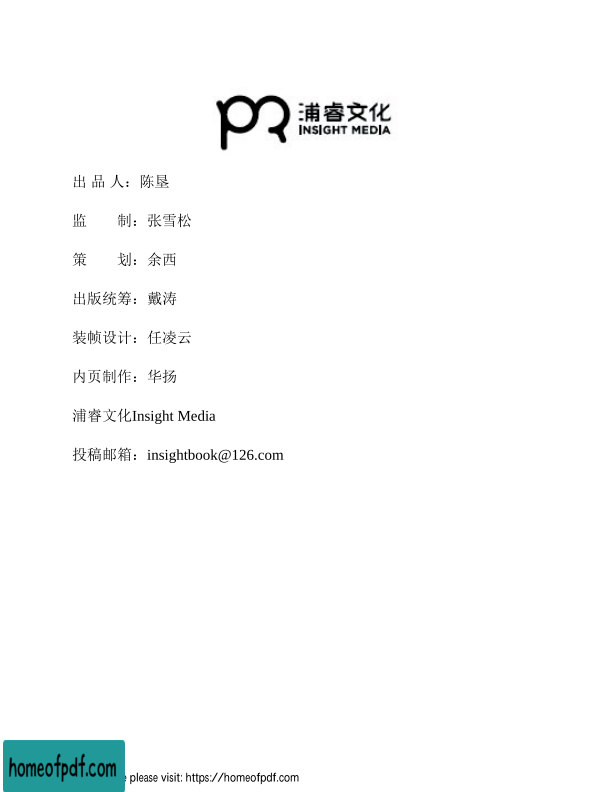 浦睿文化
INSIGHT MEDIA
出 品 人：陈垦
监　　制：张雪松
策　　划：余西
出版统筹：戴涛
装帧设计：任凌云
内页制作：华扬
浦睿文化Insight Media
投稿邮箱：insightbook@126.com
homeofpdf.com
please visit: https://homeofpdf.com